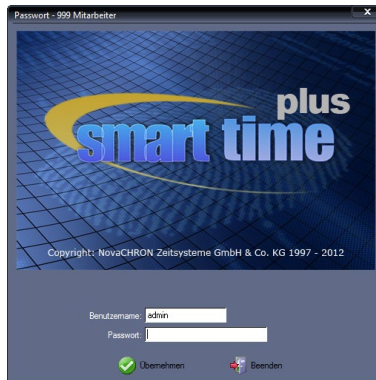 Passwort - 999 Mitarbeiter
x
plus
smart time
Copyright: NovaCHRON Zeitsysteme GmbH & Co. KG 1997 - 2012
Benutzername: admin
Passwort:
Übernehmen Beenden